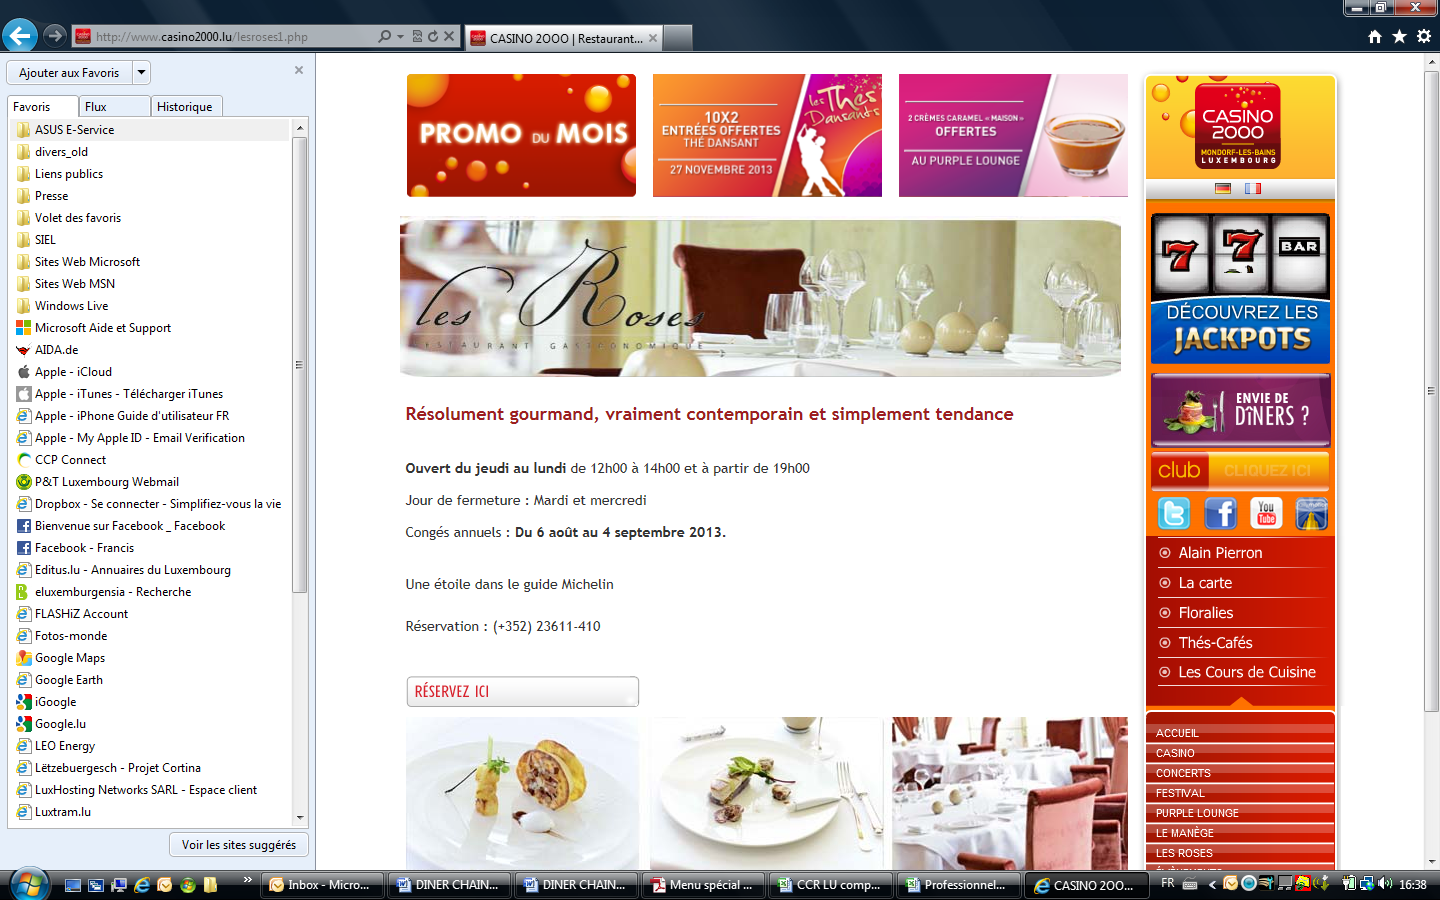 http://www.casino2000.lu/lesroses1.php
CASINO 2OOO | Restaurant...
Ajouter aux Favoris
Favoris
Flux
Historique
ASUS E-Service
divers_old
Liens publics
Presse
Volet des favoris
SIEL
Sites Web Microsoft
Sites Web MSN
Windows Live
Microsoft Aide et Support
AIDA.de
Apple - iCloud
Apple - iTunes - Télécharger iTunes
Apple - iPhone Guide d'utilisateur FR
Apple - My Apple ID - Email Verification
CCP Connect
P&T Luxembourg Webmail
Dropbox - Se connecter - Simplifiez-vous la vie
Bienvenue sur Facebook _ Facebook
Facebook - Francis
Editus.lu - Annuaires du Luxembourg
eluxemburgensia - Recherche
FLASHiZ Account
Fotos-monde
Google Maps
Google Earth
iGoogle
Google.lu
LEO Energy
Lëtzebuergesch - Projet Cortina
LuxHosting Networks SARL - Espace client
Luxtram.lu
Voir les sites suggérés
PROMO DU MOIS
10X2
ENTRÉES OFFERTES
THÉ DANSANT
27 NOVEMBRE 2013
les Thés Dansants
2 CRÈMES CARAMEL « MAISON »
OFFERTES
AU PURPLE LOUNGE
les Roses
RESTAURANT GASTRONOMIQUE
Résolument gourmand, vraiment contemporain et simplement tendance
Ouvert du jeudi au lundi de 12h00 à 14h00 et à partir de 19h00
Jour de fermeture : Mardi et mercredi
Congés annuels : Du 6 août au 4 septembre 2013.
Une étoile dans le guide Michelin
Réservation : (+352) 23611-410
RÉSERVEZ ICI
CASINO
2OOO
MONDORF-LES-BAINS
LUXEMBOURG
7 7 BAR
DÉCOUVREZ LES
JACKPOTS
ENVIE DE
DÎNERS ?
club CLIQUEZ ICI
You Tube
Alain Pierron
La carte
Floralies
Thés-Cafés
Les Cours de Cuisine
ACCUEIL
CASINO
CONCERTS
FESTIVAL
PURPLE LOUNGE
LE MANÈGE
LES ROSES
Inbox - Micro...
DINER CHAIN...
DINER CHAIN...
Menu spécial ...
CCR LU comp...
Professionnel...
CASINO 2OO...
FR
16:38